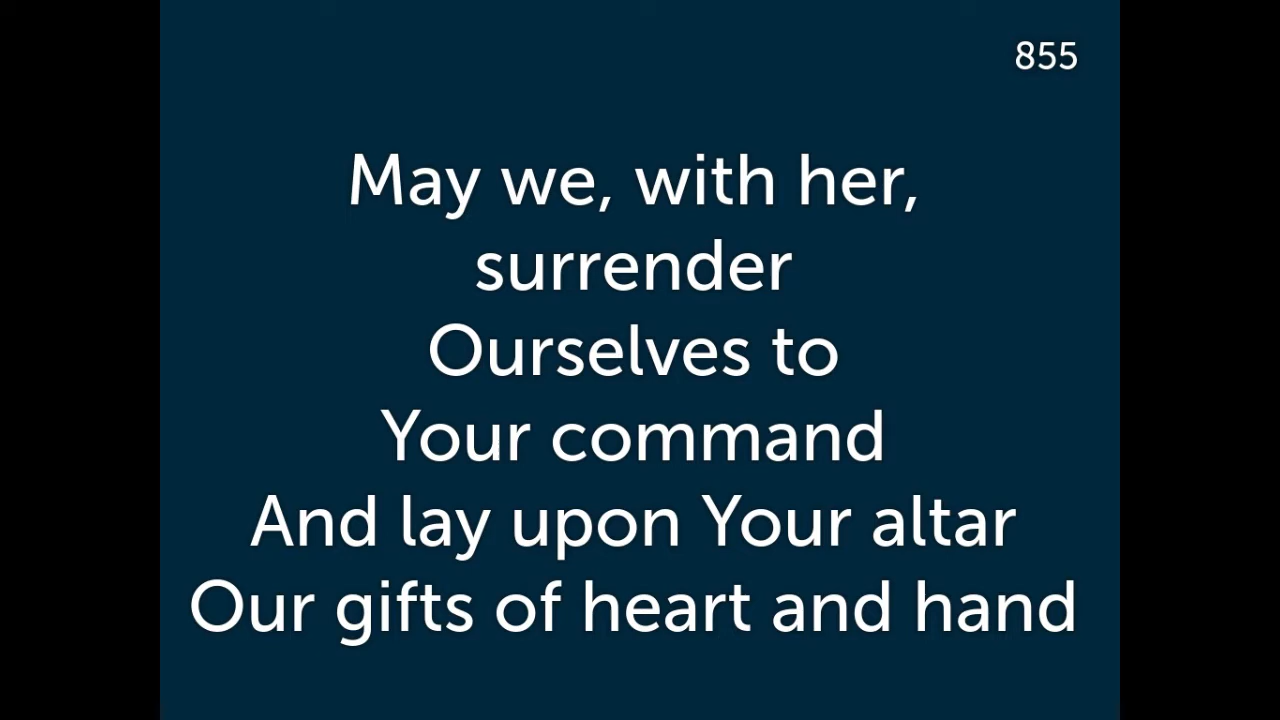 855
May we, with her,
surrender
Ourselves to
Your command
And lay upon Your altar
Our gifts of heart and hand